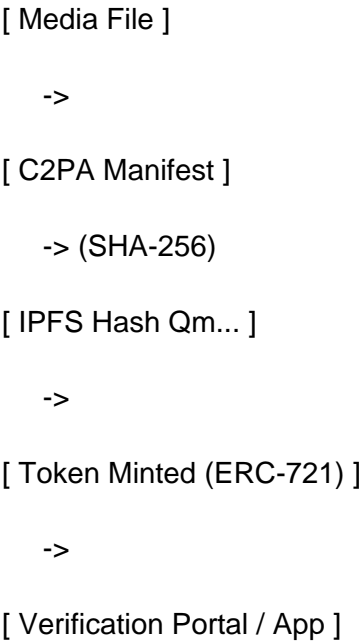 [ Media File ]
->
[ C2PA Manifest ]
-> (SHA-256)
[ IPFS Hash Qm... ]
->
[ Token Minted (ERC-721) ]
->
[ Verification Portal / App ]